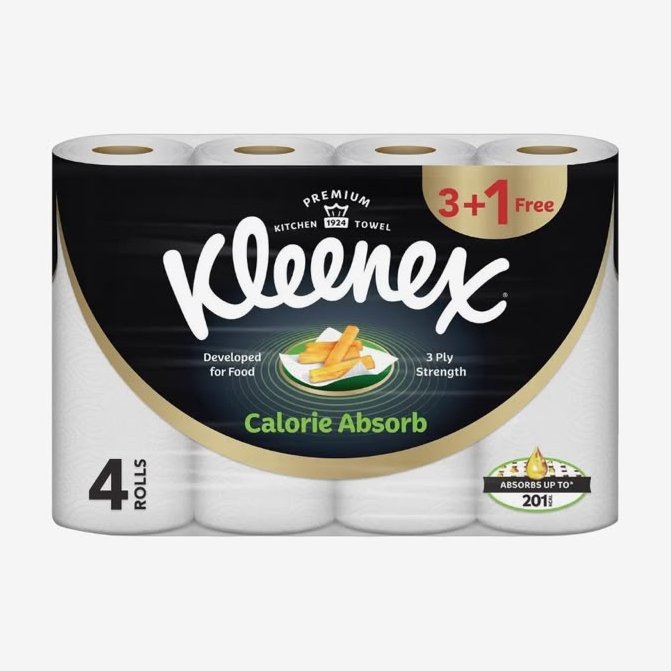 3+1 Free
PREMIUM
KITCHEN 1924 TOWEL
Kleenex®
Developed
for Food
3 Ply
Strength
Calorie Absorb
4 ROLLS
ABSORBS UP TO*
201 KCAL